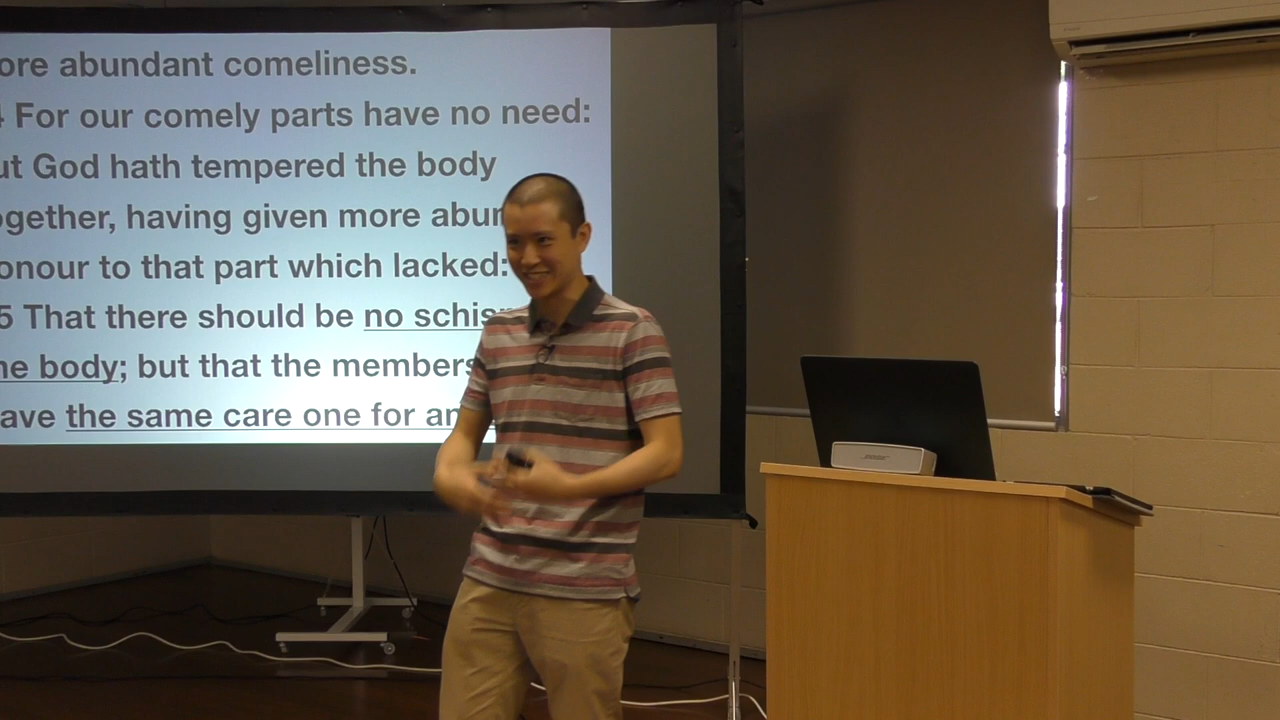 ore abundant comeliness.
For our comely parts have no need:
ut God hath tempered the body
ogether, having given more abun
onour to that part which lacked:
5 That there should be no schis
he body; but that the members
ave the same care one for an
BOSE